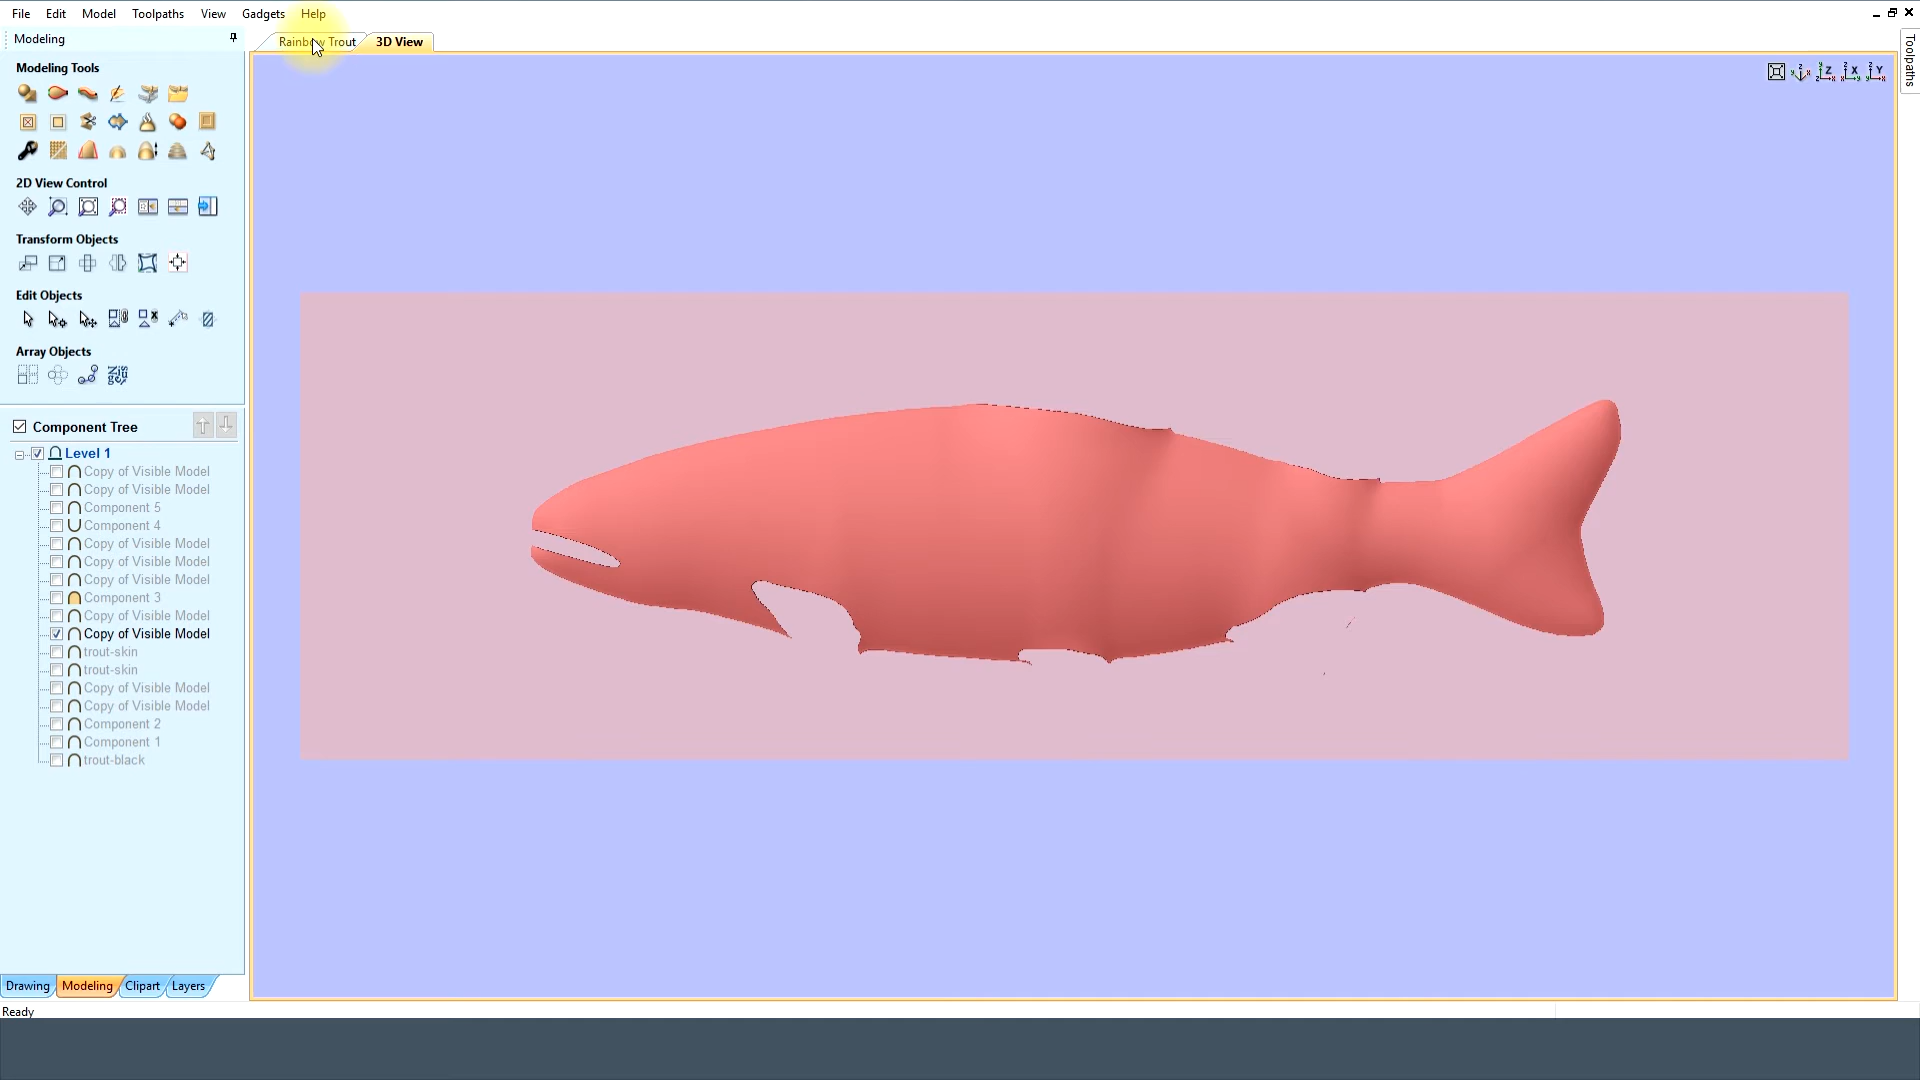 File Edit Model Toolpaths View Gadgets Help
Modeling
Rainbow Trout 3D View
Toolpaths
Modeling Tools
2D View Control
Transform Objects
Edit Objects
Array Objects
Component Tree
Level 1
Copy of Visible Model
Copy of Visible Model
Component 5
Component 4
Copy of Visible Model
Copy of Visible Model
Copy of Visible Model
Component 3
Copy of Visible Model
Copy of Visible Model
trout-skin
trout-skin
Copy of Visible Model
Copy of Visible Model
Component 2
Component 1
trout-black
Drawing Modeling Clipart Layers
Ready